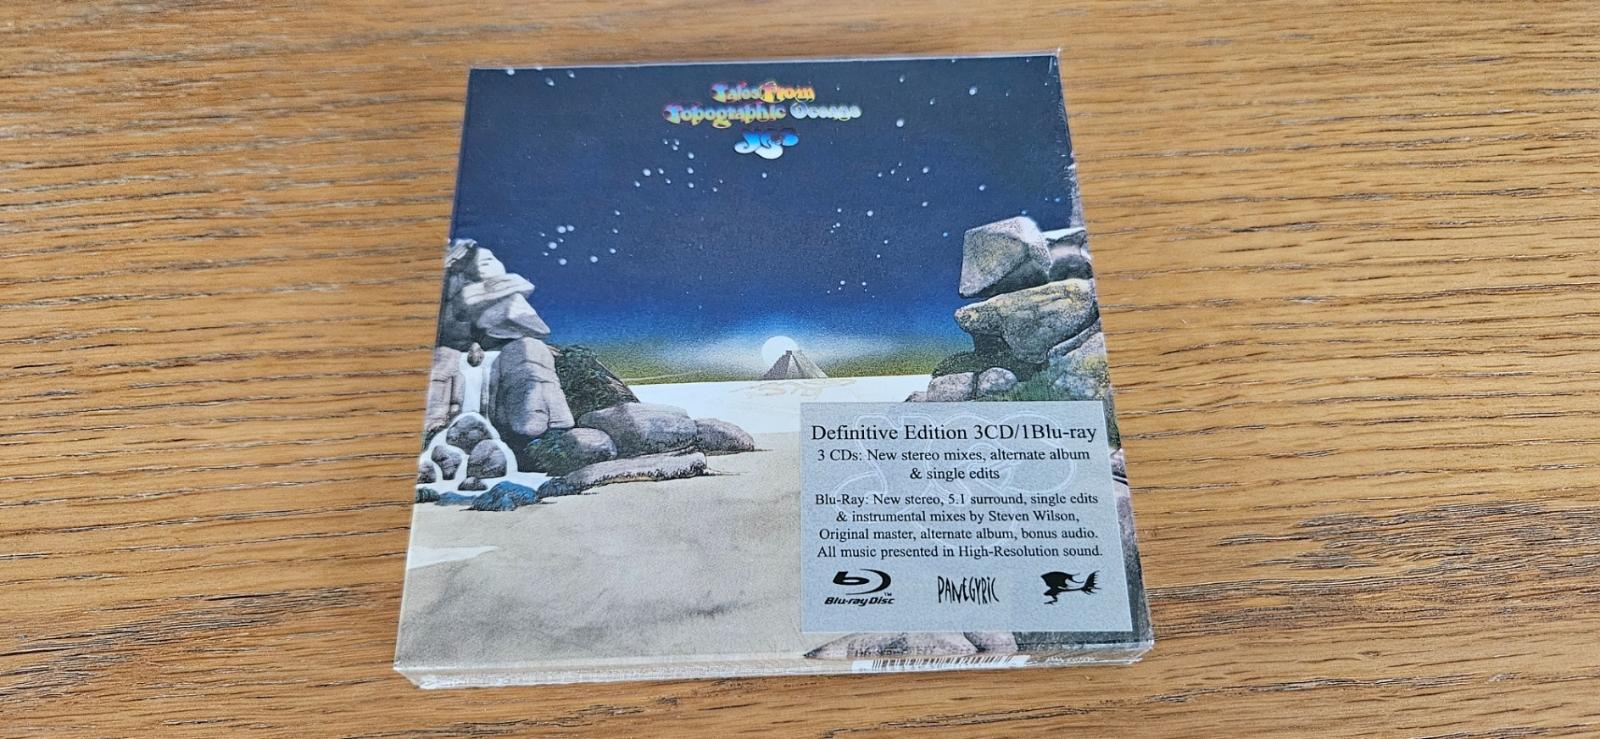 Tales From
Topographic Oceans
yes
Definitive Edition 3CD/1Blu-ray
3 CDs: New stereo mixes, alternate album
& single edits
Blu-Ray: New stereo, 5.1 surround, single edits
& instrumental mixes by Steven Wilson,
Original master, alternate album, bonus audio.
All music presented in High-Resolution sound.
Blu-ray Disc™
PANEGYRIC